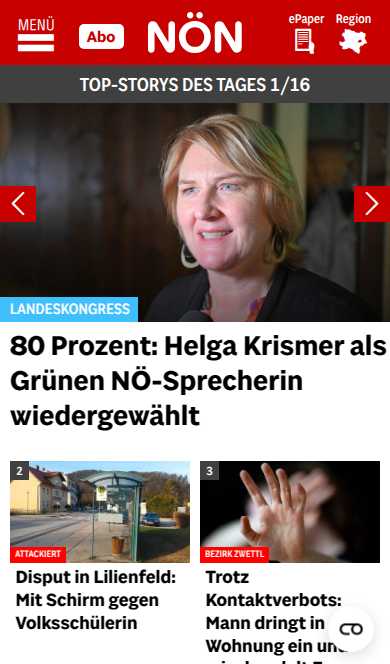 MENÜ
Abo
NÖN
ePaper
Region
TOP-STORYS DES TAGES 1/16
LANDESKONGRESS
80 Prozent: Helga Krismer als
Grünen NÖ-Sprecherin
wiedergewählt
2
ATTACKIERT
Disput in Lilienfeld:
Mit Schirm gegen
Volksschülerin
3
BEZIRK ZWETTL
Trotz
Kontaktverbots:
Mann dringt in
Wohnung ein und